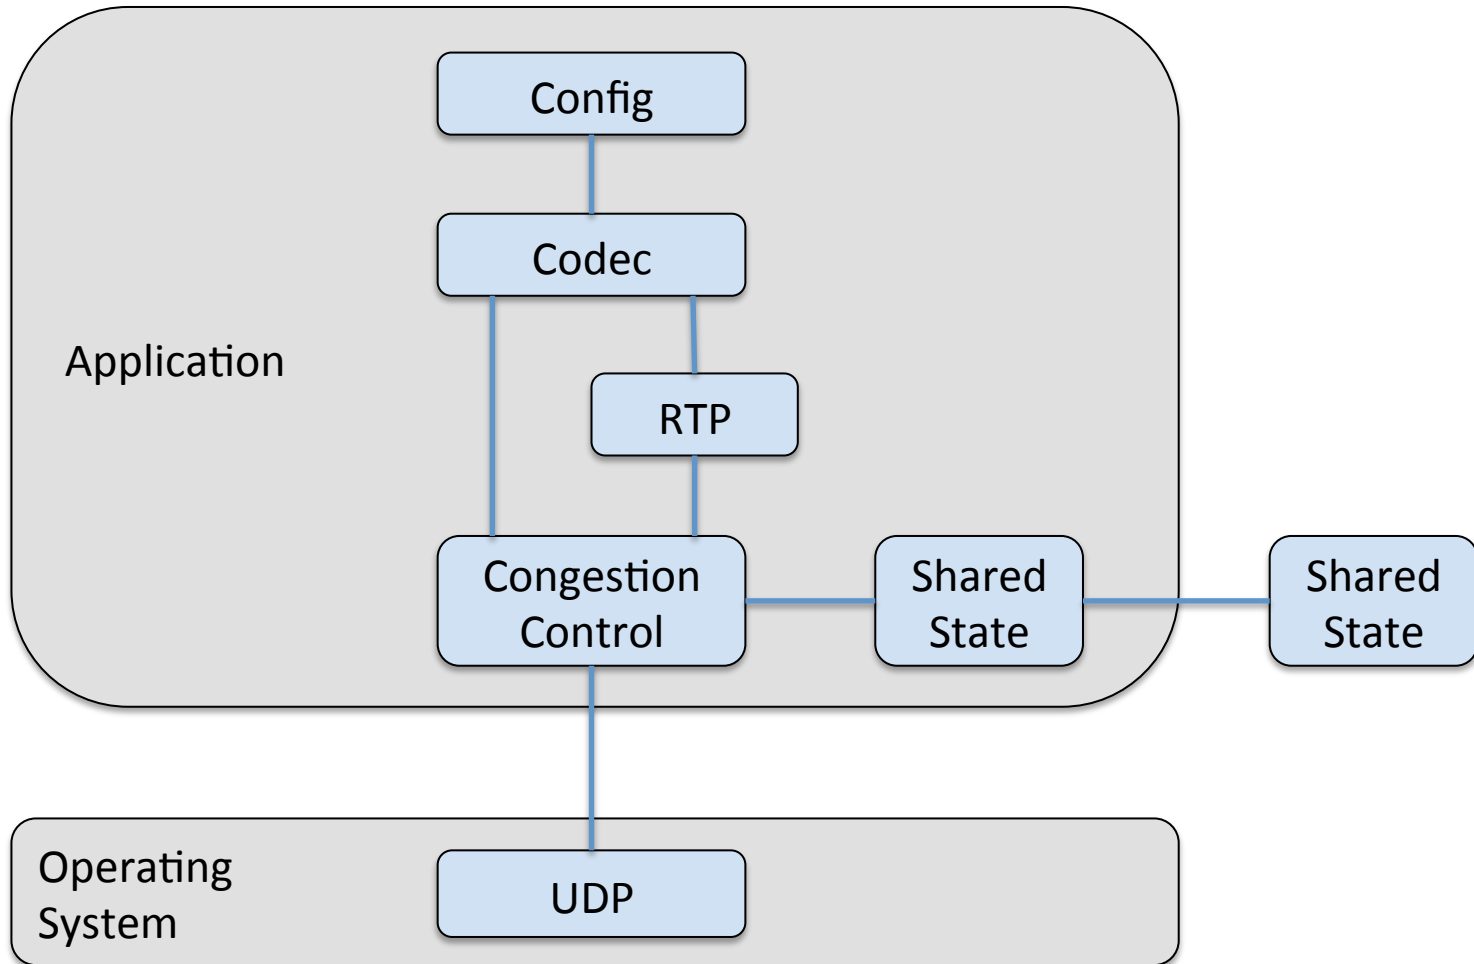 Config
Codec
Application
RTP
Congestion
Control
Shared
State
Shared
State
Operating
System
UDP